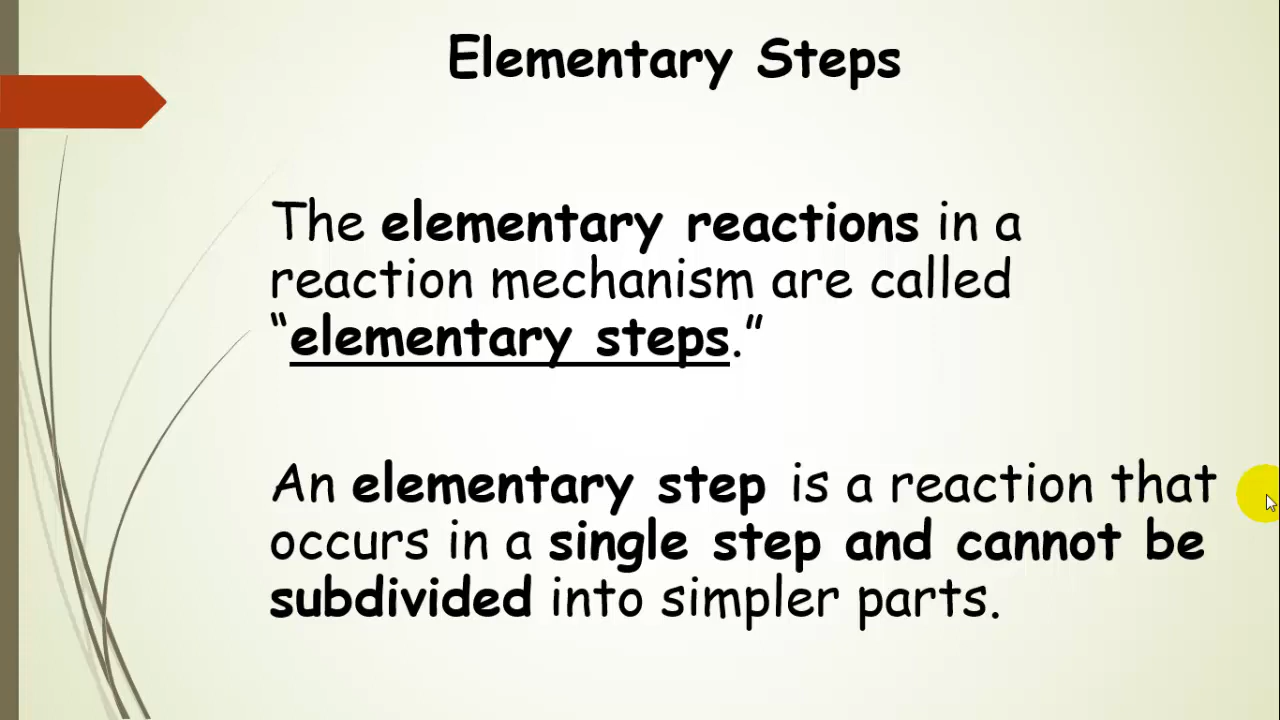 Elementary Steps
The elementary reactions in a
reaction mechanism are called
“elementary steps.”
An elementary step is a reaction that
occurs in a single step and cannot be
subdivided into simpler parts.